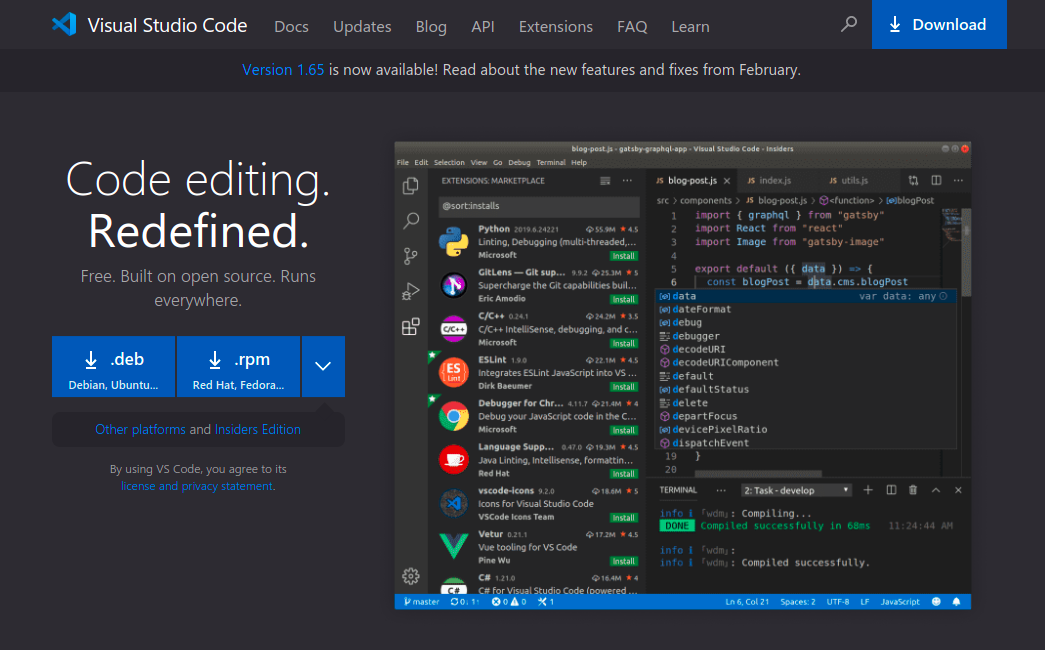 Visual Studio Code Docs Updates Blog API Extensions FAQ Learn Download
Version 1.65 is now available! Read about the new features and fixes from February.
Code editing.
Redefined.
Free. Built on open source. Runs
everywhere.
.deb
Debian, Ubuntu...
.rpm
Red Hat, Fedora...
Other platforms and Insiders Edition
By using VS Code, you agree to its
license and privacy statement.
blog-post.js - gatsby-graphql-app - Visual Studio Code - Insiders
File Edit Selection View Go Debug Terminal Help
EXTENSIONS: MARKETPLACE
@sort:installs
Python 2019.6.24221 55.9M ★ 4.5
Linting, Debugging (multi-threaded,...
Microsoft Install
GitLens — Git sup... 9.9.2 25.3M ★ 5
Supercharge the Git capabilities buil...
Eric Amodio Install
C/C++ 0.24.1 24.2M ★ 3.5
C/C++ IntelliSense, debugging, and c...
Microsoft Install
ESLint 1.9.0 22.1M ★ 4.5
Integrates ESLint JavaScript into VS ...
Dirk Baeumer Install
Debugger for Chr... 4.11.7 21.4M ★ 4
Debug your JavaScript code in the C...
Microsoft Install
Language Supp... 0.47.0 19.3M ★ 4.5
Java Linting, Intellisense, formattin...
Red Hat Install
vscode-icons 9.2.0 18.6M ★ 5
Icons for Visual Studio Code
VSCode Icons Team Install
Vetur 0.21.1 17.2M ★ 4.5
Vue tooling for VS Code
Pine Wu Install
C# 1.21.0 16.4M ★ 4
C# for Visual Studio Code (powered ...
C/C++
ES
Lint
C#
JS blog-post.js JS index.js JS utils.js
src > components > JS blog-post.js > <function> > blogPost
1 import { graphql } from "gatsby"
2 import React from "react"
3 import Image from "gatsby-image"
4
5 export default ({ data }) => {
6 const blogPost = data.cms.blogPost
data var data: any
dateFormat
debug
debugger
decodeURI
decodeURIComponent
default
defaultStatus
delete
departFocus
devicePixelRatio
dispatchEvent
19 }
20
TERMINAL ... 2: Task - develop
info i 「wdm」: Compiling...
DONE Compiled successfully in 68ms 11:24:44 AM
info i 「wdm」:
info i 「wdm」: Compiled successfully.
master 0↓ 1↑ 0 0 1 Ln 6, Col 21 Spaces: 2 UTF-8 LF JavaScript